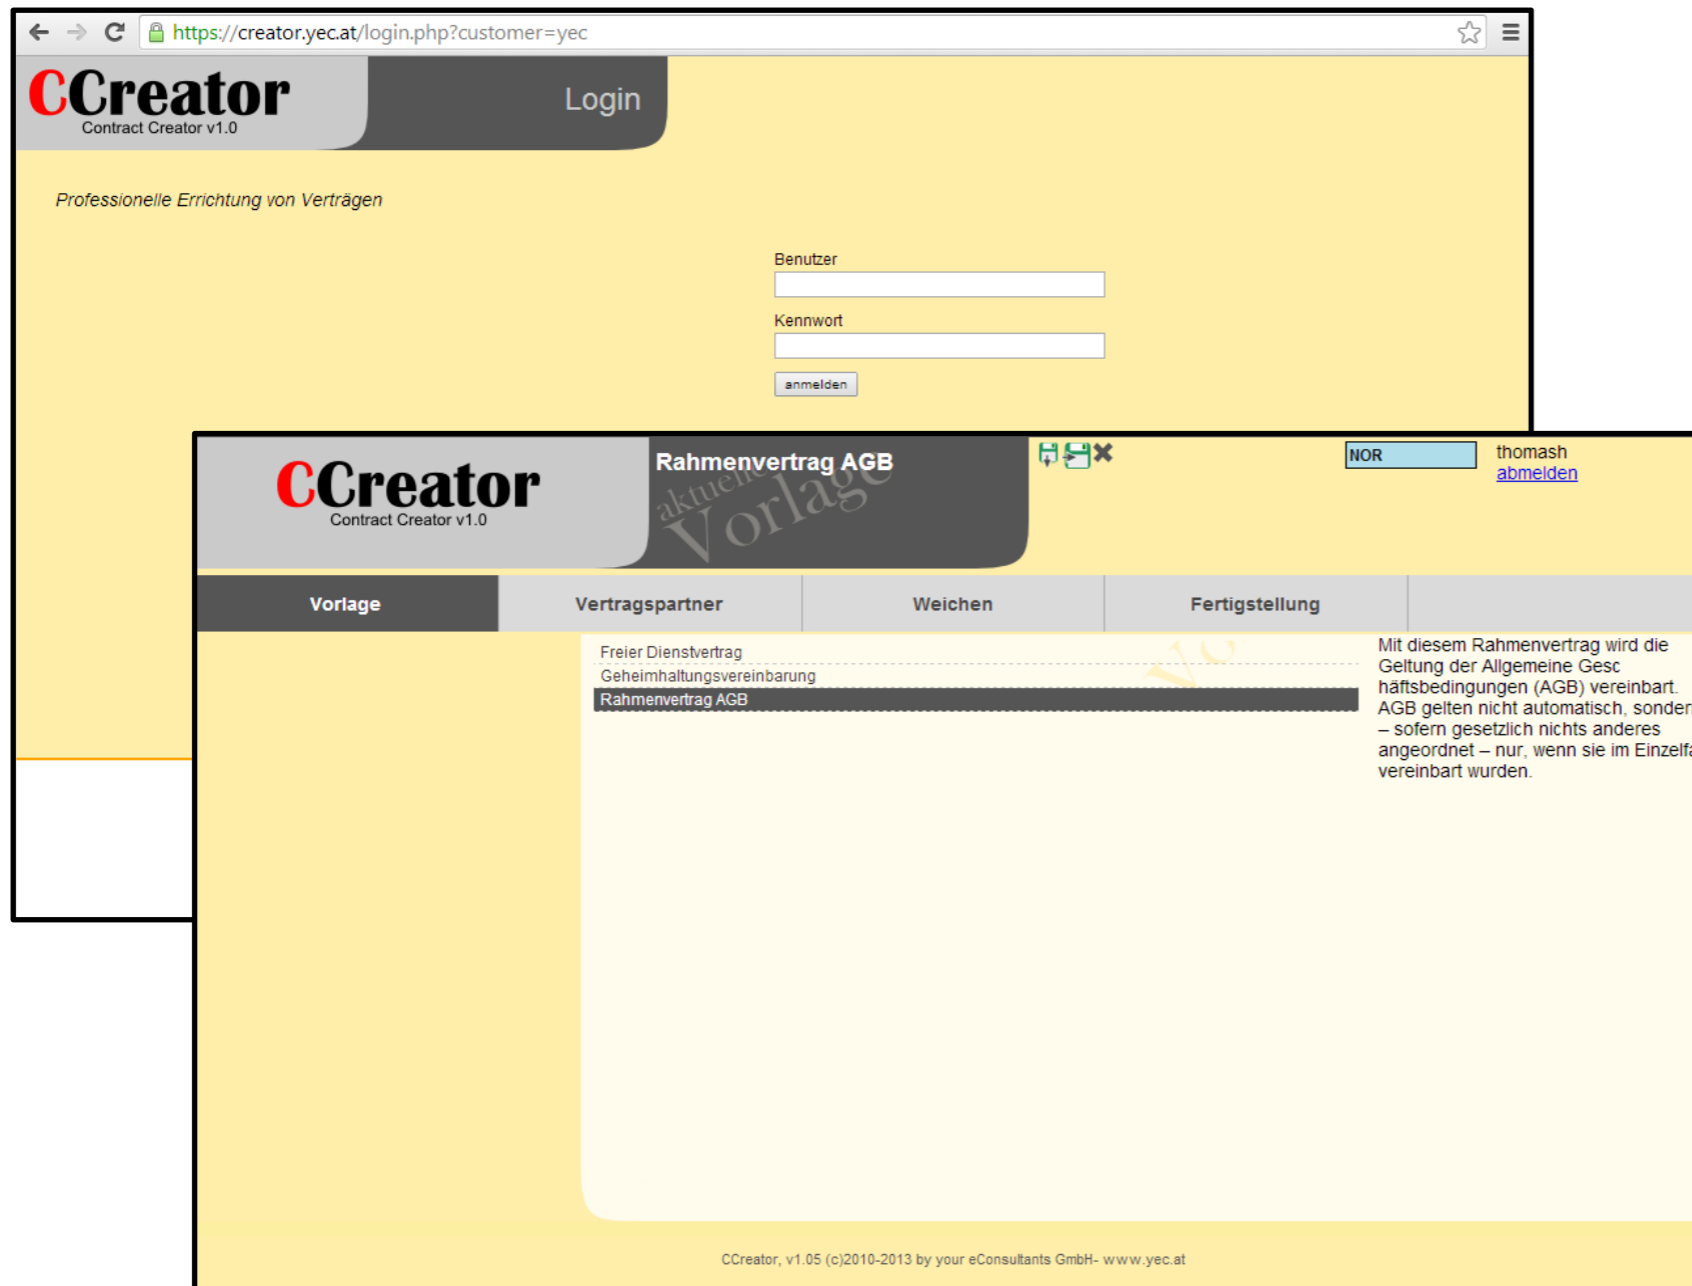 https://creator.yec.at/login.php?customer=yec
CCreator
Contract Creator v1.0
Login
Professionelle Errichtung von Verträgen
Benutzer
Kennwort
anmelden
CCreator
Contract Creator v1.0
Rahmenvertrag AGB
aktuelle
Vorlage
NOR
thomash
abmelden
Vorlage
Vertragspartner
Weichen
Fertigstellung
Freier Dienstvertrag
Geheimhaltungsvereinbarung
Rahmenvertrag AGB
Vo
Mit diesem Rahmenvertrag wird die
Geltung der Allgemeine Gesc
häftsbedingungen (AGB) vereinbart.
AGB gelten nicht automatisch, sondern
– sofern gesetzlich nichts anderes
angeordnet – nur, wenn sie im Einzelfa
vereinbart wurden.
CCreator, v1.05 (c)2010-2013 by your eConsultants GmbH- www.yec.at